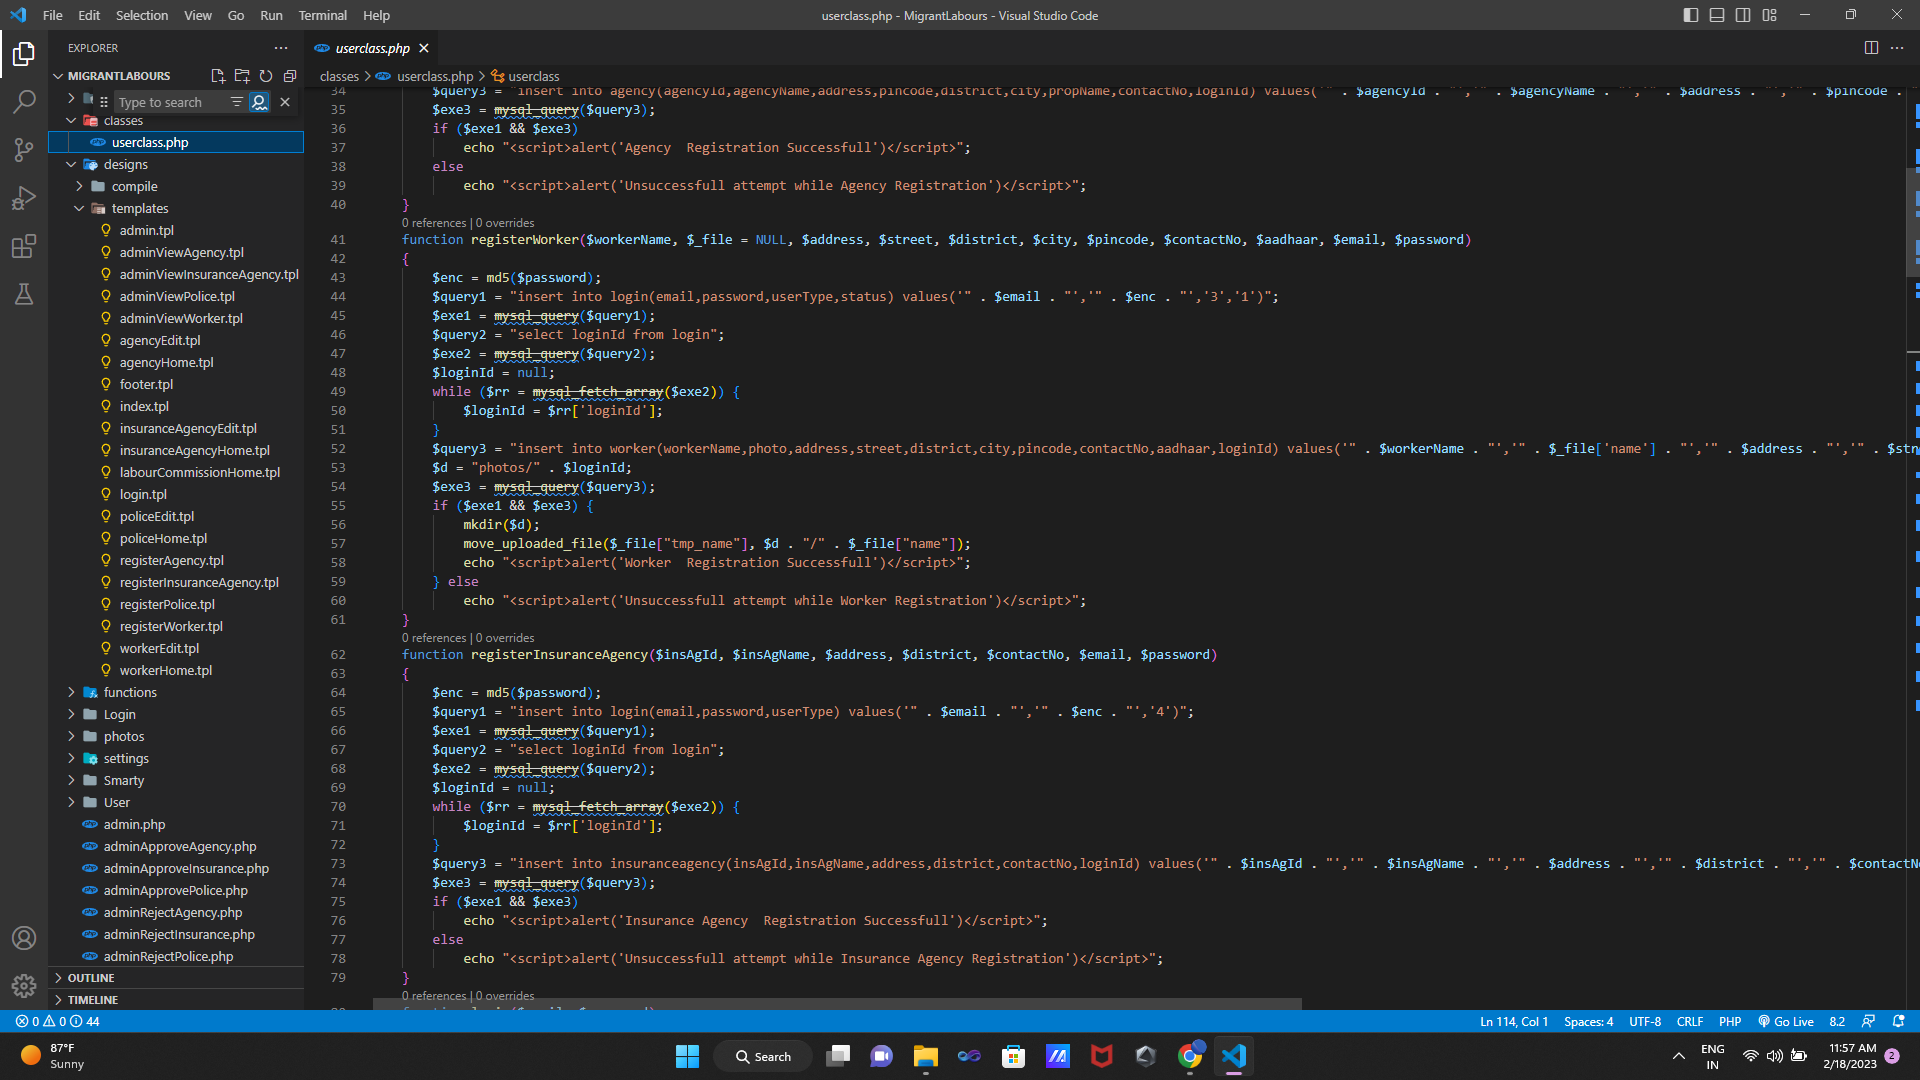 File Edit Selection View Go Run Terminal Help
userclass.php - MigrantLabours - Visual Studio Code
EXPLORER
MIGRANTLABOURS
Type to search
classes
userclass.php
designs
compile
templates
admin.tpl
adminViewAgency.tpl
adminViewInsuranceAgency.tpl
adminViewPolice.tpl
adminViewWorker.tpl
agencyEdit.tpl
agencyHome.tpl
footer.tpl
index.tpl
insuranceAgencyEdit.tpl
insuranceAgencyHome.tpl
labourCommissionHome.tpl
login.tpl
policeEdit.tpl
policeHome.tpl
registerAgency.tpl
registerInsuranceAgency.tpl
registerPolice.tpl
registerWorker.tpl
workerEdit.tpl
workerHome.tpl
functions
Login
photos
settings
Smarty
User
admin.php
adminApproveAgency.php
adminApproveInsurance.php
adminApprovePolice.php
adminRejectAgency.php
adminRejectInsurance.php
adminRejectPolice.php
OUTLINE
TIMELINE
userclass.php
classes > userclass.php > userclass
34 $query3 = "insert into agency(agencyId,agencyName,address,pincode,district,city,propName,contactNo,loginId) values('" . $agencyId . "','" . $agencyName . "','" . $address . "','" . $pincode .
35 $exe3 = mysql_query($query3);
36 if ($exe1 && $exe3)
37 echo "<script>alert('Agency  Registration Successfull')</script>";
38 else
39 echo "<script>alert('Unsuccessfull attempt while Agency Registration')</script>";
40 }
0 references | 0 overrides
41 function registerWorker($workerName, $_file = NULL, $address, $street, $district, $city, $pincode, $contactNo, $aadhaar, $email, $password)
42 {
43 $enc = md5($password);
44 $query1 = "insert into login(email,password,userType,status) values('" . $email . "','" . $enc . "','3','1')";
45 $exe1 = mysql_query($query1);
46 $query2 = "select loginId from login";
47 $exe2 = mysql_query($query2);
48 $loginId = null;
49 while ($rr = mysql_fetch_array($exe2)) {
50 $loginId = $rr['loginId'];
51 }
52 $query3 = "insert into worker(workerName,photo,address,street,district,city,pincode,contactNo,aadhaar,loginId) values('" . $workerName . "','" . $_file['name'] . "','" . $address . "','" . $str
53 $d = "photos/" . $loginId;
54 $exe3 = mysql_query($query3);
55 if ($exe1 && $exe3) {
56 mkdir($d);
57 move_uploaded_file($_file["tmp_name"], $d . "/" . $_file["name"]);
58 echo "<script>alert('Worker  Registration Successfull')</script>";
59 } else
60 echo "<script>alert('Unsuccessfull attempt while Worker Registration')</script>";
61 }
0 references | 0 overrides
62 function registerInsuranceAgency($insAgId, $insAgName, $address, $district, $contactNo, $email, $password)
63 {
64 $enc = md5($password);
65 $query1 = "insert into login(email,password,userType) values('" . $email . "','" . $enc . "','4')";
66 $exe1 = mysql_query($query1);
67 $query2 = "select loginId from login";
68 $exe2 = mysql_query($query2);
69 $loginId = null;
70 while ($rr = mysql_fetch_array($exe2)) {
71 $loginId = $rr['loginId'];
72 }
73 $query3 = "insert into insuranceagency(insAgId,insAgName,address,district,contactNo,loginId) values('" . $insAgId . "','" . $insAgName . "','" . $address . "','" . $district . "','" . $contactN
74 $exe3 = mysql_query($query3);
75 if ($exe1 && $exe3)
76 echo "<script>alert('Insurance Agency  Registration Successfull')</script>";
77 else
78 echo "<script>alert('Unsuccessfull attempt while Insurance Agency Registration')</script>";
79 }
0 references | 0 overrides
0 0 44
Ln 114, Col 1 Spaces: 4 UTF-8 CRLF PHP Go Live 8.2
87°F
Sunny
Search
ENG
IN
11:57 AM
2/18/2023
2